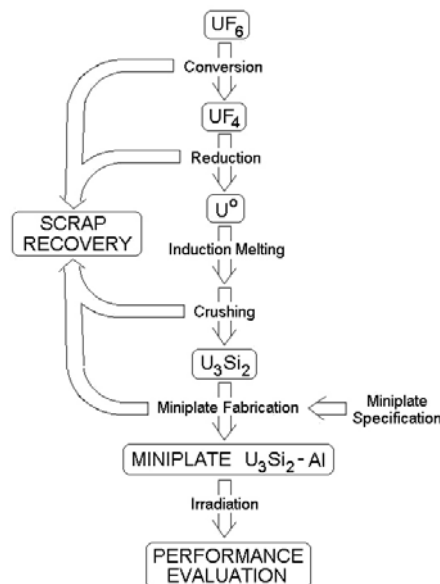 UF₆
Conversion
UF₄
Reduction
U°
SCRAP
RECOVERY
Induction Melting
Crushing
U₃Si₂
Miniplate Fabrication
Miniplate
Specification
MINIPLATE U₃Si₂-Al
Irradiation
PERFORMANCE
EVALUATION